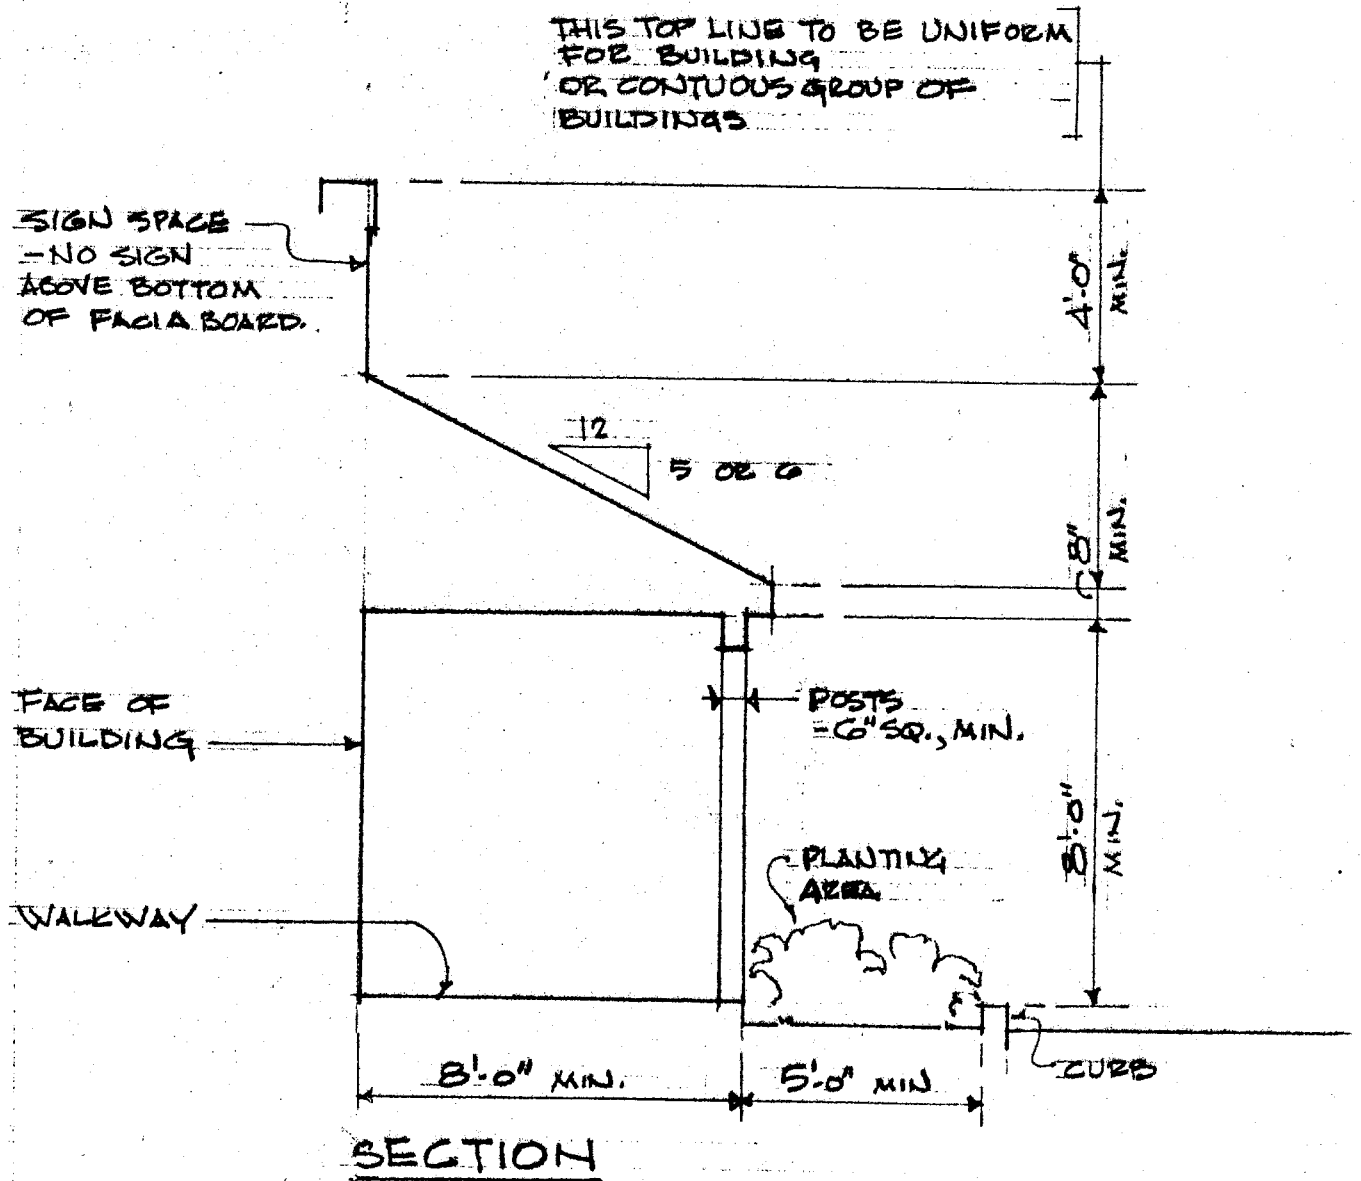 THIS TOP LINE TO BE UNIFORM
FOR BUILDING
OR CONTUOUS GROUP OF
BUILDINGS
SIGN SPACE
-NO SIGN
ABOVE BOTTOM
OF FACIA BOARD.
4'-0"
MIN.
12
5 OR 6
8"
MIN.
FACE OF
BUILDING
POSTS
-6" SQ., MIN.
8'-0"
MIN.
PLANTING
AREA
WALKWAY
8'-0" MIN.
5'-0" MIN
CURB
SECTION